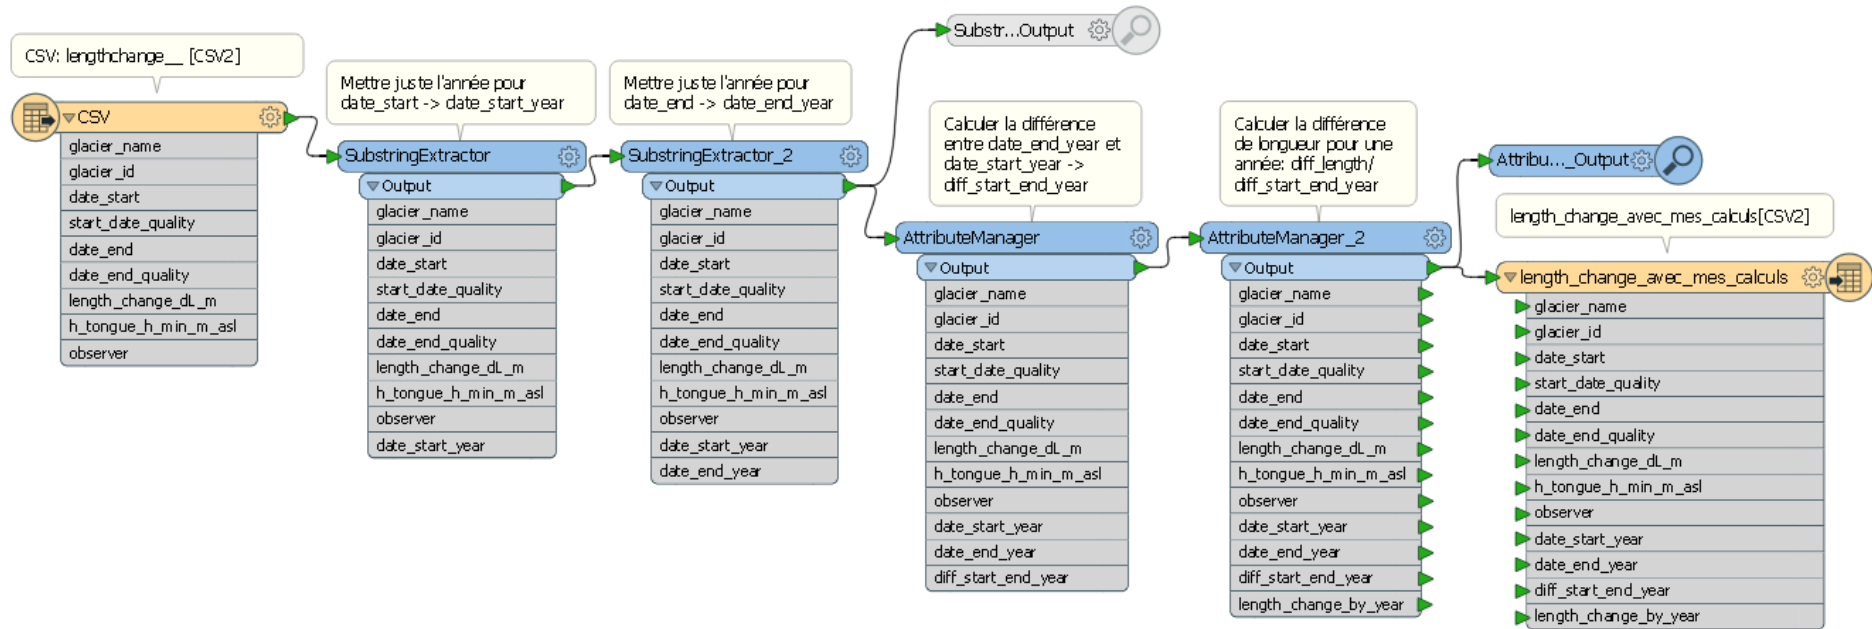 CSV: lengthchange__ [CSV2]
CSV
glacier_name
glacier_id
date_start
start_date_quality
date_end
date_end_quality
length_change_dL_m
h_tongue_h_min_m_asl
observer
Mettre juste l'année pour
date_start -> date_start_year
SubstringExtractor
Output
glacier_name
glacier_id
date_start
start_date_quality
date_end
date_end_quality
length_change_dL_m
h_tongue_h_min_m_asl
observer
date_start_year
Mettre juste l'année pour
date_end -> date_end_year
SubstringExtractor_2
Output
glacier_name
glacier_id
date_start
start_date_quality
date_end
date_end_quality
length_change_dL_m
h_tongue_h_min_m_asl
observer
date_start_year
date_end_year
Substr...Output
Calculer la différence
entre date_end_year et
date_start_year ->
diff_start_end_year
AttributeManager
Output
glacier_name
glacier_id
date_start
start_date_quality
date_end
date_end_quality
length_change_dL_m
h_tongue_h_min_m_asl
observer
date_start_year
date_end_year
diff_start_end_year
Calculer la différence
de longueur pour une
année: diff_length/
diff_start_end_year
AttributeManager_2
Output
glacier_name
glacier_id
date_start
start_date_quality
date_end
date_end_quality
length_change_dL_m
h_tongue_h_min_m_asl
observer
date_start_year
date_end_year
diff_start_end_year
length_change_by_year
Attribu..._Output
length_change_avec_mes_calculs[CSV2]
length_change_avec_mes_calculs
glacier_name
glacier_id
date_start
start_date_quality
date_end
date_end_quality
length_change_dL_m
h_tongue_h_min_m_asl
observer
date_start_year
date_end_year
diff_start_end_year
length_change_by_year